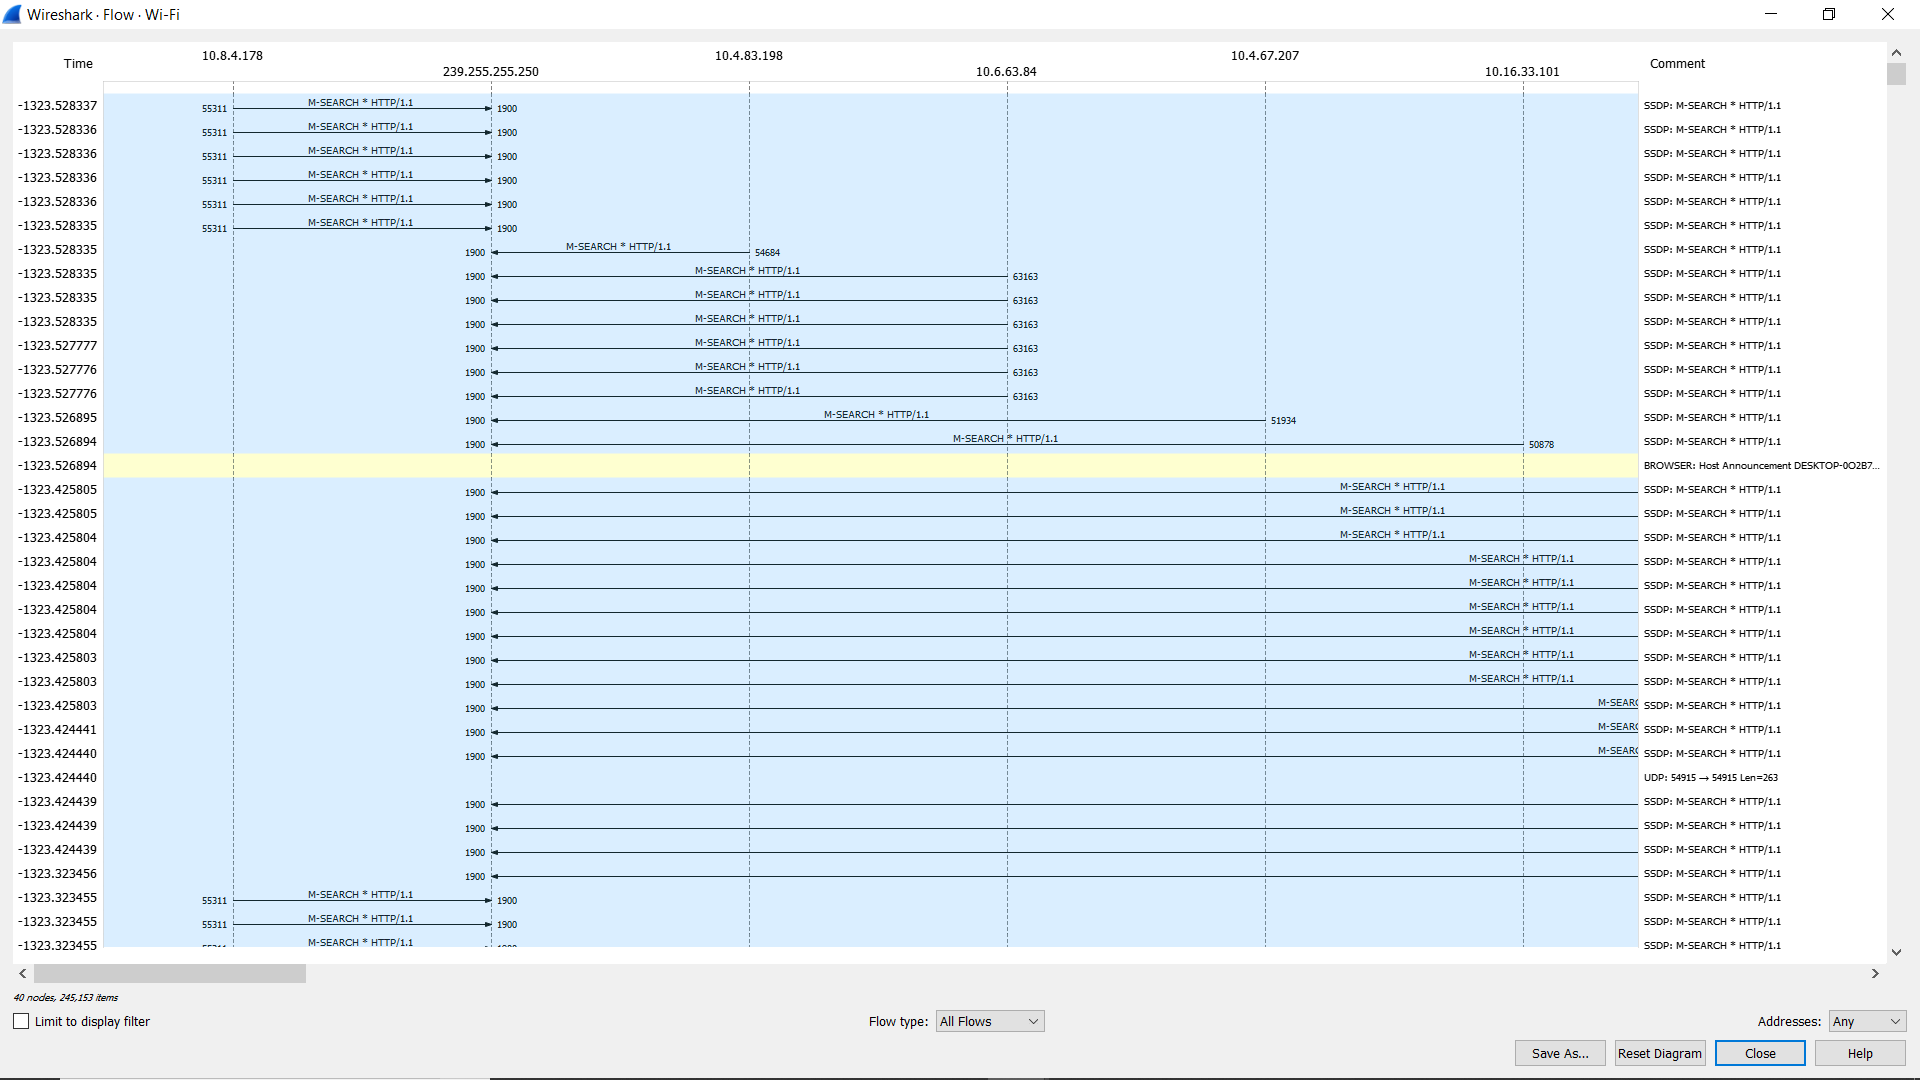 Wireshark · Flow · Wi-Fi
Time 10.8.4.178 239.255.255.250 10.4.83.198 10.6.63.84 10.4.67.207 10.16.33.101 Comment
-1323.528337 55311 M-SEARCH * HTTP/1.1 1900 SSDP: M-SEARCH * HTTP/1.1
-1323.528336 55311 M-SEARCH * HTTP/1.1 1900 SSDP: M-SEARCH * HTTP/1.1
-1323.528336 55311 M-SEARCH * HTTP/1.1 1900 SSDP: M-SEARCH * HTTP/1.1
-1323.528336 55311 M-SEARCH * HTTP/1.1 1900 SSDP: M-SEARCH * HTTP/1.1
-1323.528336 55311 M-SEARCH * HTTP/1.1 1900 SSDP: M-SEARCH * HTTP/1.1
-1323.528335 55311 M-SEARCH * HTTP/1.1 1900 SSDP: M-SEARCH * HTTP/1.1
-1323.528335 1900 M-SEARCH * HTTP/1.1 54684 SSDP: M-SEARCH * HTTP/1.1
-1323.528335 1900 M-SEARCH * HTTP/1.1 63163 SSDP: M-SEARCH * HTTP/1.1
-1323.528335 1900 M-SEARCH * HTTP/1.1 63163 SSDP: M-SEARCH * HTTP/1.1
-1323.528335 1900 M-SEARCH * HTTP/1.1 63163 SSDP: M-SEARCH * HTTP/1.1
-1323.527777 1900 M-SEARCH * HTTP/1.1 63163 SSDP: M-SEARCH * HTTP/1.1
-1323.527776 1900 M-SEARCH * HTTP/1.1 63163 SSDP: M-SEARCH * HTTP/1.1
-1323.527776 1900 M-SEARCH * HTTP/1.1 63163 SSDP: M-SEARCH * HTTP/1.1
-1323.526895 1900 M-SEARCH * HTTP/1.1 51934 SSDP: M-SEARCH * HTTP/1.1
-1323.526894 1900 M-SEARCH * HTTP/1.1 50878 SSDP: M-SEARCH * HTTP/1.1
-1323.526894 BROWSER: Host Announcement DESKTOP-0O2B7...
-1323.425805 1900 M-SEARCH * HTTP/1.1 SSDP: M-SEARCH * HTTP/1.1
-1323.425805 1900 M-SEARCH * HTTP/1.1 SSDP: M-SEARCH * HTTP/1.1
-1323.425804 1900 M-SEARCH * HTTP/1.1 SSDP: M-SEARCH * HTTP/1.1
-1323.425804 1900 M-SEARCH * HTTP/1.1 SSDP: M-SEARCH * HTTP/1.1
-1323.425804 1900 M-SEARCH * HTTP/1.1 SSDP: M-SEARCH * HTTP/1.1
-1323.425804 1900 M-SEARCH * HTTP/1.1 SSDP: M-SEARCH * HTTP/1.1
-1323.425804 1900 M-SEARCH * HTTP/1.1 SSDP: M-SEARCH * HTTP/1.1
-1323.425803 1900 M-SEARCH * HTTP/1.1 SSDP: M-SEARCH * HTTP/1.1
-1323.425803 1900 M-SEARCH * HTTP/1.1 SSDP: M-SEARCH * HTTP/1.1
-1323.425803 1900 M-SEARC SSDP: M-SEARCH * HTTP/1.1
-1323.424441 1900 M-SEARC SSDP: M-SEARCH * HTTP/1.1
-1323.424440 1900 M-SEARC SSDP: M-SEARCH * HTTP/1.1
-1323.424440 UDP: 54915 → 54915 Len=263
-1323.424439 1900 SSDP: M-SEARCH * HTTP/1.1
-1323.424439 1900 SSDP: M-SEARCH * HTTP/1.1
-1323.424439 1900 SSDP: M-SEARCH * HTTP/1.1
-1323.323456 1900 SSDP: M-SEARCH * HTTP/1.1
-1323.323455 55311 M-SEARCH * HTTP/1.1 1900 SSDP: M-SEARCH * HTTP/1.1
-1323.323455 55311 M-SEARCH * HTTP/1.1 1900 SSDP: M-SEARCH * HTTP/1.1
-1323.323455 M-SEARCH * HTTP/1.1 SSDP: M-SEARCH * HTTP/1.1
40 nodes, 245,153 items
Limit to display filter Flow type: All Flows Addresses: Any
Save As... Reset Diagram Close Help